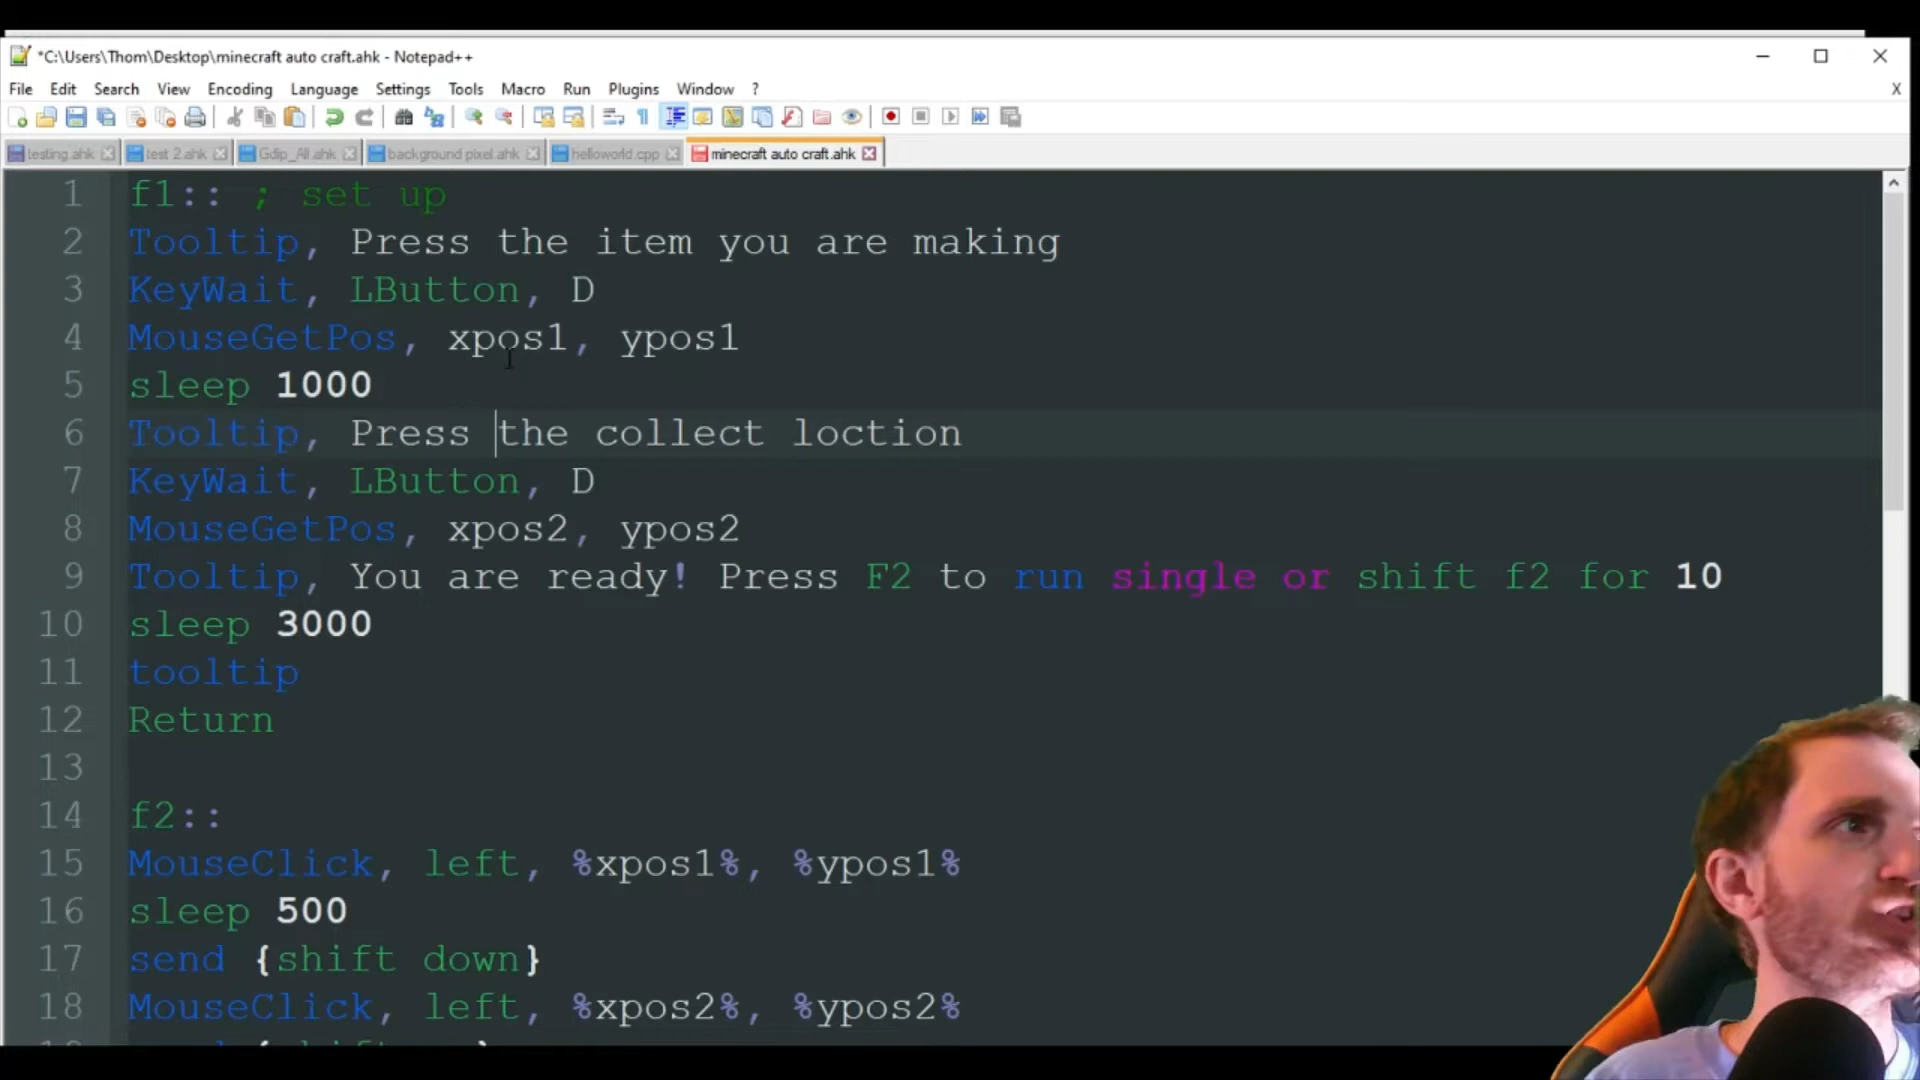 *C:\Users\Thom\Desktop\minecraft auto craft.ahk - Notepad++
File Edit Search View Encoding Language Settings Tools Macro Run Plugins Window ? X
testing.ahk test 2.ahk Gdip_All.ahk background pixel.ahk helloworld.cpp minecraft auto craft.ahk
1 f1:: ; set up
2 Tooltip, Press the item you are making
3 KeyWait, LButton, D
4 MouseGetPos, xpos1, ypos1
5 sleep 1000
6 Tooltip, Press the collect loction
7 KeyWait, LButton, D
8 MouseGetPos, xpos2, ypos2
9 Tooltip, You are ready! Press F2 to run single or shift f2 for 10
10 sleep 3000
11 tooltip
12 Return
13
14 f2::
15 MouseClick, left, %xpos1%, %ypos1%
16 sleep 500
17 send {shift down}
18 MouseClick, left, %xpos2%, %ypos2%